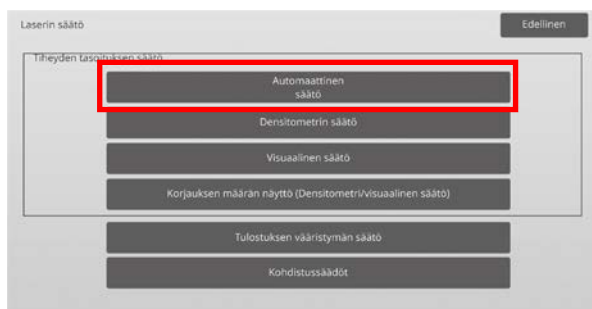 Laserin säätö
Edellinen
Tiheyden tasoituksen säätö
Automaattinen
säätö
Densitometrin säätö
Visuaalinen säätö
Korjauksen määrän näyttö (Densitometri/visuaalinen säätö)
Tulostuksen vääristymän säätö
Kohdistussäädöt